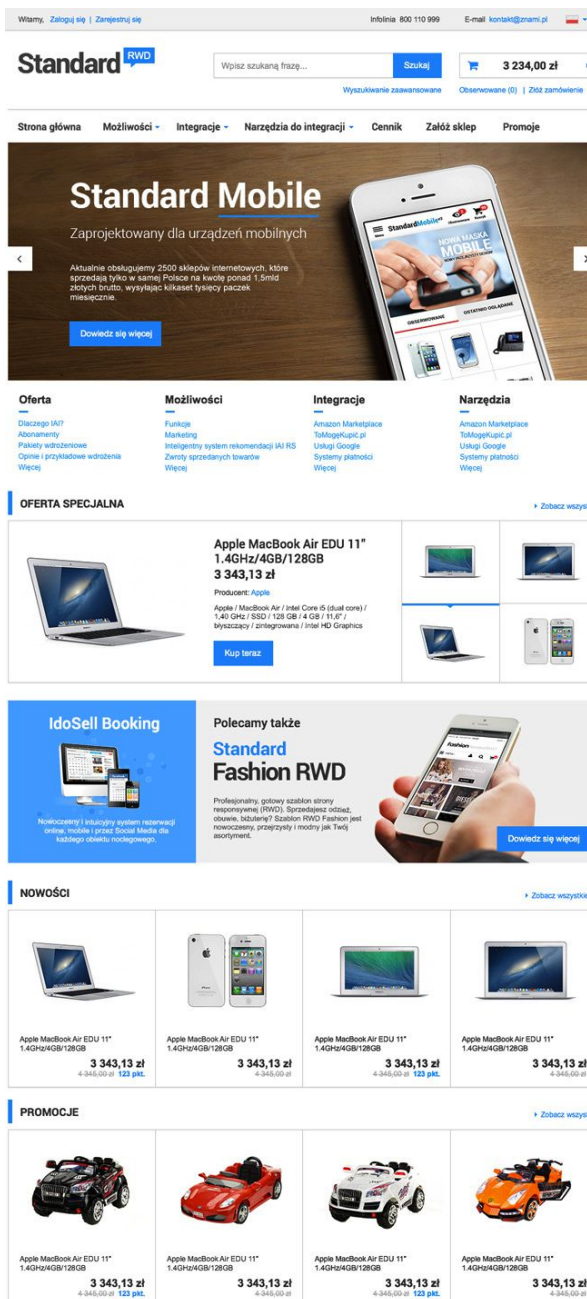 Witamy, Zaloguj się | Zarejestruj się
Infolinia 800 110 999
E-mail kontakt@znami.pl
Standard RWD
Wpisz szukaną frazę...
Szukaj
3 234,00 zł
Wyszukiwanie zaawansowane
Obserwowane (0) | Złóż zamówienie
Strona główna
Możliwości
Integracje
Narzędzia do integracji
Cennik
Załóż sklep
Promoje
Standard Mobile
Zaprojektowany dla urządzeń mobilnych
Aktualnie obsługujemy 2500 sklepów internetowych, które
sprzedają tylko w samej Polsce na kwotę ponad 1,5mld
złotych brutto, wysyłając kilkaset tysięcy paczek
miesięcznie.
Dowiedz się więcej
StandardMobile
NOWA MASKA
MOBILE
OBSERWOWANE
OSTATNIO OGLĄDANE
Oferta
Dlaczego IAI?
Abonamenty
Pakiety wdrożeniowe
Opinie i przykładowe wdrożenia
Więcej
Możliwości
Funkcje
Marketing
Inteligentny system rekomendacji IAI RS
Zwroty sprzedanych towarów
Więcej
Integracje
Amazon Marketplace
ToMogęKupić.pl
Usługi Google
Systemy płatności
Więcej
Narzędzia
Amazon Marketplace
ToMogęKupić.pl
Usługi Google
Systemy płatności
Więcej
OFERTA SPECJALNA
Zobacz wszyst
Apple MacBook Air EDU 11"
1.4GHz/4GB/128GB
3 343,13 zł
Producent: Apple
Apple / MacBook Air / Intel Core i5 (dual core) /
1,40 GHz / SSD / 128 GB / 4 GB / 11,6" /
błyszczący / zintegrowana / Intel HD Graphics
Kup teraz
IdoSell Booking
Nowoczesny i intuicyjny system rezerwacji
online, mobile i przez Social Media dla
każdego obiektu noclegowego.
Polecamy także
Standard
Fashion RWD
Profesjonalny, gotowy szablon strony
responsywnej (RWD). Sprzedajesz odzież,
obuwie, biżuterię? Szablon RWD Fashion jest
nowoczesny, przejrzysty i modny jak Twój
asortyment.
Fashion
Dowiedz się więcej
NOWOŚCI
Zobacz wszystkie
Apple MacBook Air EDU 11"
1.4GHz/4GB/128GB
3 343,13 zł
4 345,00 zł 123 pkt.
Apple MacBook Air EDU 11"
1.4GHz/4GB/128GB
3 343,13 zł
4 345,00 zł
Apple MacBook Air EDU 11"
1.4GHz/4GB/128GB
3 343,13 zł
4 345,00 zł 123 pkt.
Apple MacBook Air EDU 11"
1.4GHz/4GB/128GB
3 343,13 zł
4 345,00 zł
PROMOCJE
Zobacz wszyst
Apple MacBook Air EDU 11"
1.4GHz/4GB/128GB
3 343,13 zł
4 345,00 zł 123 pkt.
Apple MacBook Air EDU 11"
1.4GHz/4GB/128GB
3 343,13 zł
4 345,00 zł
Apple MacBook Air EDU 11"
1.4GHz/4GB/128GB
3 343,13 zł
4 345,00 zł 123 pkt.
Apple MacBook Air EDU 11"
1.4GHz/4GB/128GB
3 343,13 zł
4 345,00 zł